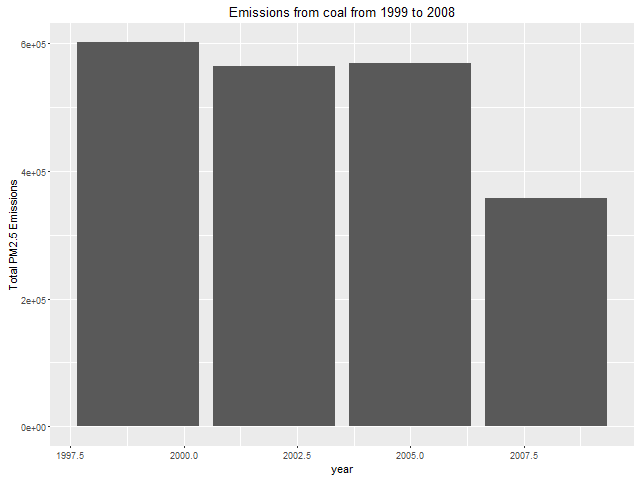 Emissions from coal from 1999 to 2008
Total PM2.5 Emissions
6e+05
4e+05
2e+05
0e+00
1997.5 2000.0 2002.5 2005.0 2007.5
year